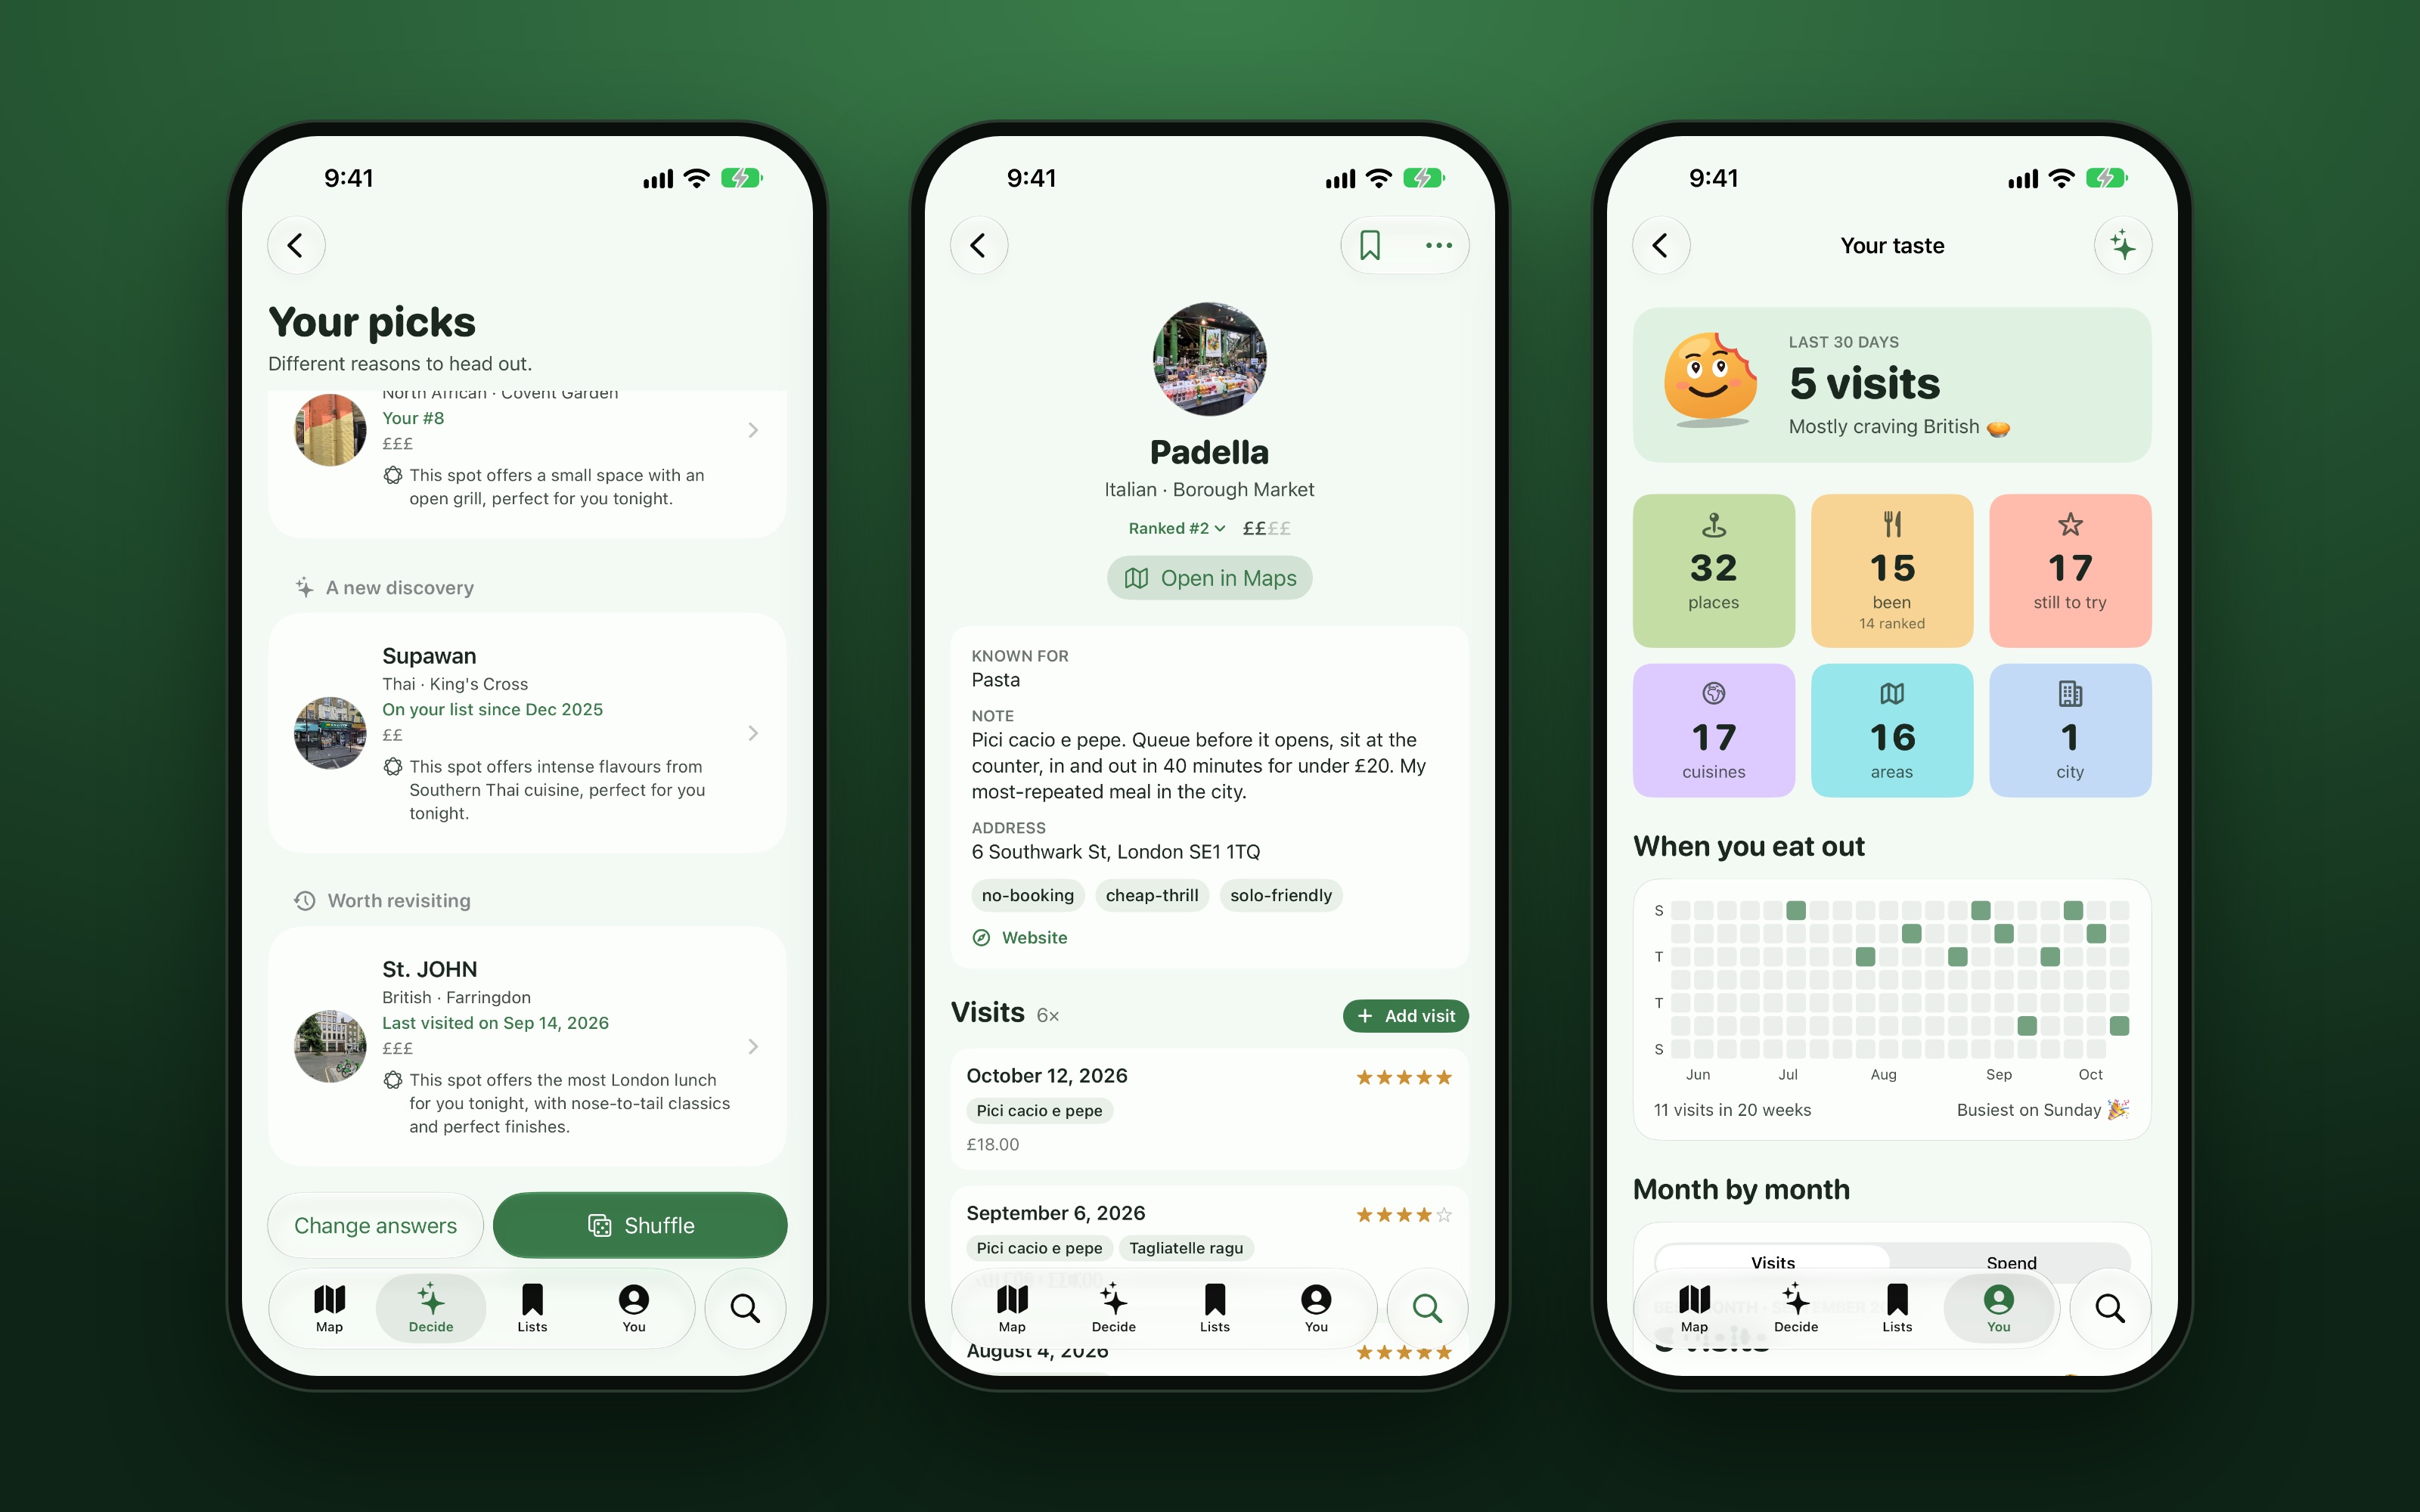 9:41
Your picks
Different reasons to head out.
North African · Covent Garden
Your #8
£££
This spot offers a small space with an
open grill, perfect for you tonight.
A new discovery
Supawan
Thai · King's Cross
On your list since Dec 2025
££
This spot offers intense flavours from
Southern Thai cuisine, perfect for you
tonight.
Worth revisiting
St. JOHN
British · Farringdon
Last visited on Sep 14, 2026
£££
This spot offers the most London lunch
for you tonight, with nose-to-tail classics
and perfect finishes.
Change answers
Shuffle
Map
Decide
Lists
You
9:41
Padella
Italian · Borough Market
Ranked #2 ££££
Open in Maps
KNOWN FOR
Pasta
NOTE
Pici cacio e pepe. Queue before it opens, sit at the
counter, in and out in 40 minutes for under £20. My
most-repeated meal in the city.
ADDRESS
6 Southwark St, London SE1 1TQ
no-booking cheap-thrill solo-friendly
Website
Visits 6×
Add visit
October 12, 2026
Pici cacio e pepe
£18.00
September 6, 2026
Pici cacio e pepe Tagliatelle ragu
Map
Decide
Lists
You
August 4, 2026
9:41
Your taste
LAST 30 DAYS
5 visits
Mostly craving British
32
places
15
been
14 ranked
17
still to try
17
cuisines
16
areas
1
city
When you eat out
S
T
T
S
Jun Jul Aug Sep Oct
11 visits in 20 weeks
Busiest on Sunday
Month by month
Visits Spend
Map
Decide
Lists
You